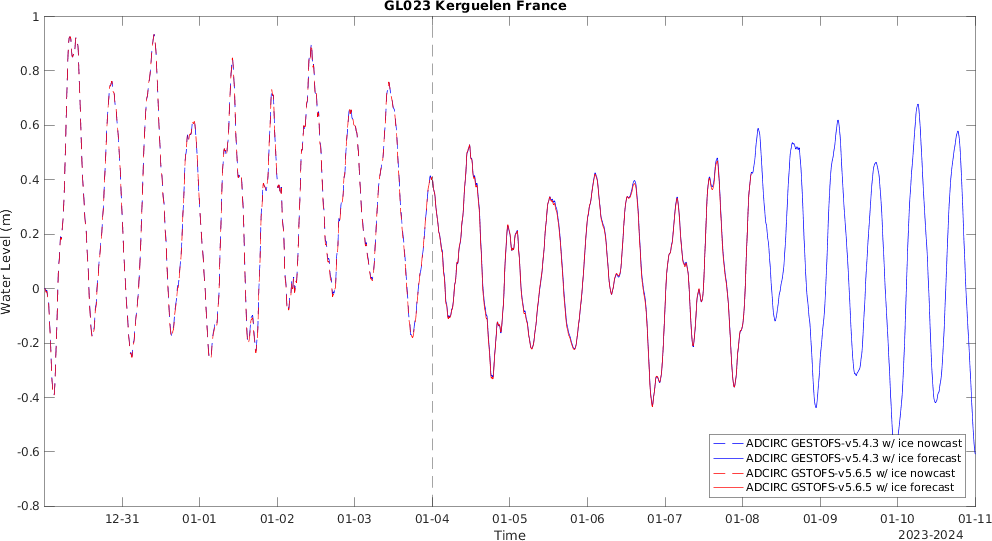 GL023 Kerguelen France
1
0.8
0.6
0.4
0.2
0
-0.2
-0.4
-0.6
-0.8
Water Level (m)
ADCIRC GESTOFS-v5.4.3 w/ ice nowcast
ADCIRC GESTOFS-v5.4.3 w/ ice forecast
ADCIRC GSTOFS-v5.6.5 w/ ice nowcast
ADCIRC GSTOFS-v5.6.5 w/ ice forecast
12-31 01-01 01-02 01-03 01-04 01-05 01-06 01-07 01-08 01-09 01-10 01-11
Time
2023-2024